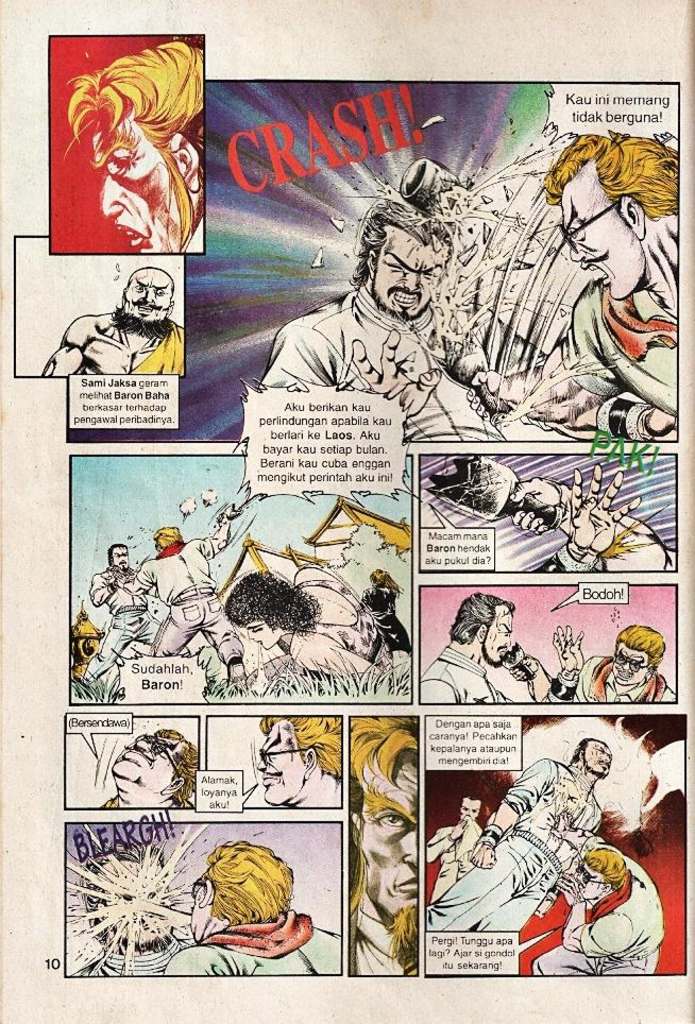 CRASH!
Kau ini memang
tidak berguna!
Sami Jaksa geram
melihat Baron Baha
berkasar terhadap
pengawal peribadinya.
Aku berikan kau
perlindungan apabila kau
berlari ke Laos. Aku
bayar kau setiap bulan.
Berani kau cuba enggan
mengikut perintah aku ini!
Sudahlah,
Baron!
PAK!
Macam mana
Baron hendak
aku pukul dia?
Bodoh!
(Bersendawa)
Alamak,
loyanya
aku!
BLEARGH!
Dengan apa saja
caranya! Pecahkan
kepalanya ataupun
mengembiri dia!
Pergi! Tunggu apa
lagi? Ajar si gondol
itu sekarang!
10